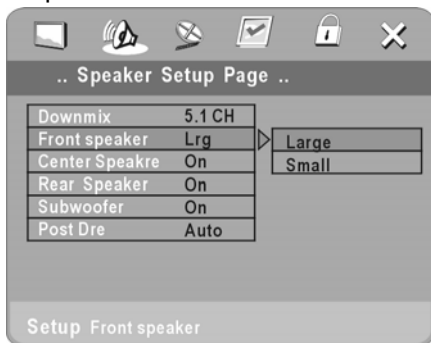 .. Speaker Setup Page ..
Downmix 5.1 CH
Front speaker Lrg Large
Center Speakre On Small
Rear Speaker On
Subwoofer On
Post Dre Auto
Setup Front speaker